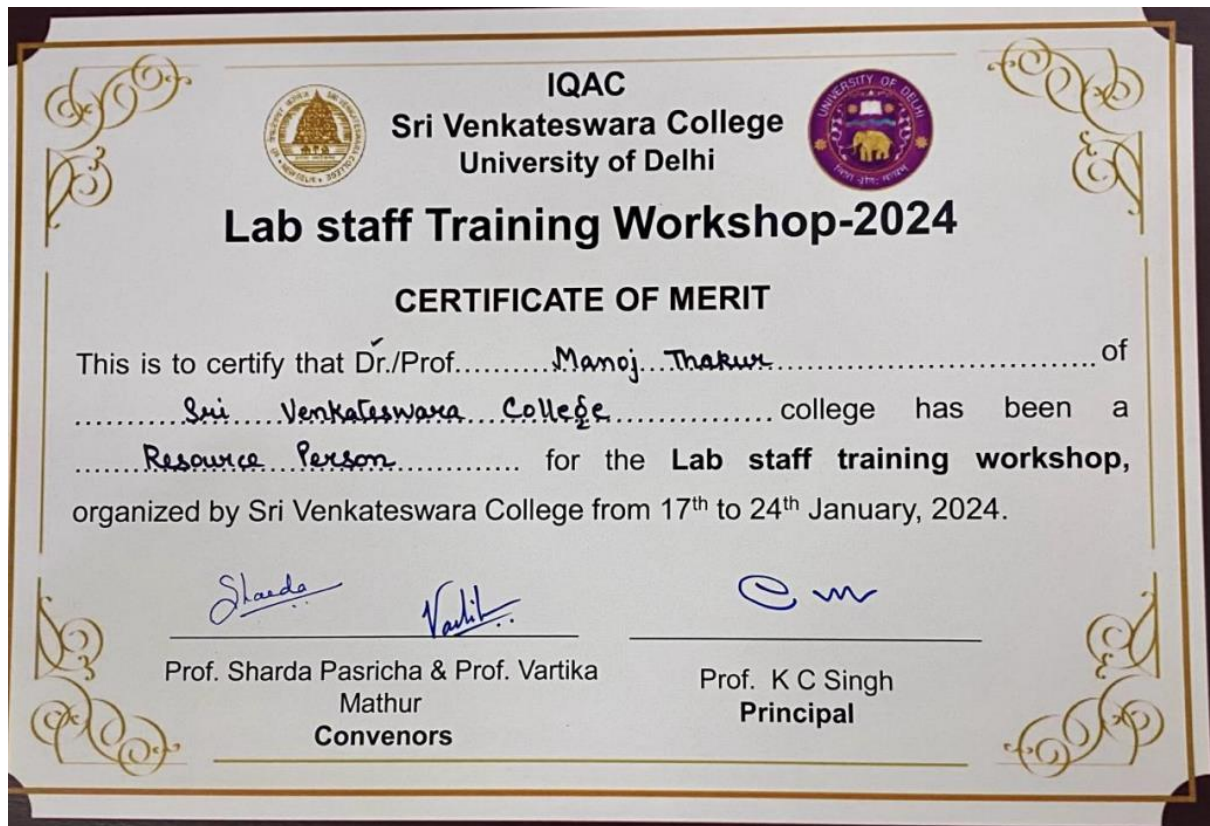 IQAC
Sri Venkateswara College
University of Delhi
UNIVERSITY OF DELHI
Lab staff Training Workshop-2024
CERTIFICATE OF MERIT
This is to certify that Dr./Prof..........Manoj Thakur.................................of
..........Sri Venkateswara College................college has been a
......Resource Person............. for the Lab staff training workshop,
organized by Sri Venkateswara College from 17th to 24th January, 2024.
Sharda
Prof. Sharda Pasricha & Prof. Vartika
Mathur
Convenors
Prof. K C Singh
Principal